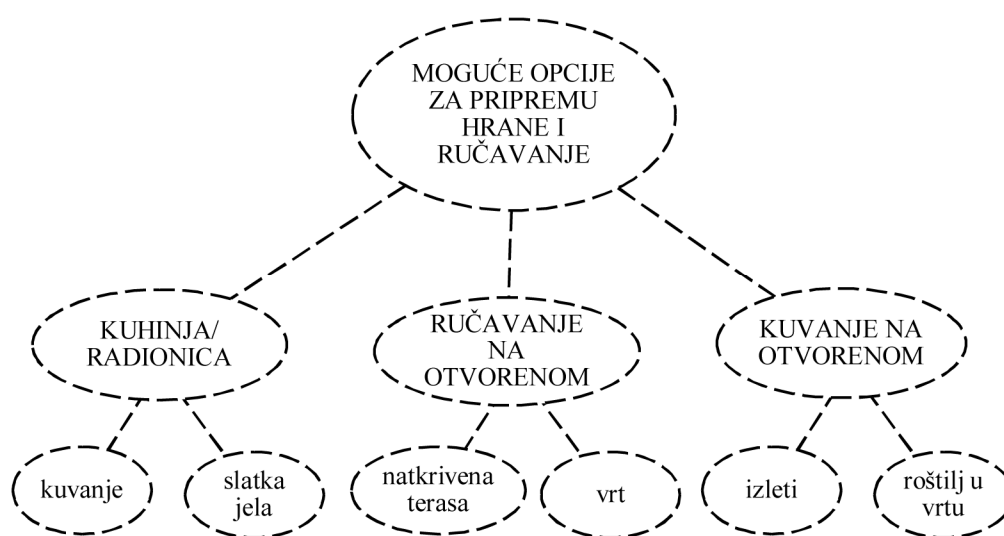 MOGUĆE OPCIJE
ZA PRIPREMU
HRANE I
RUČAVANJE
KUHINJA/
RADIONICA
RUČAVANJE
NA
OTVORENOM
KUVANJE NA
OTVORENOM
kuvanje
slatka
jela
natkrivena
terasa
vrt
izleti
roštilj u
vrtu